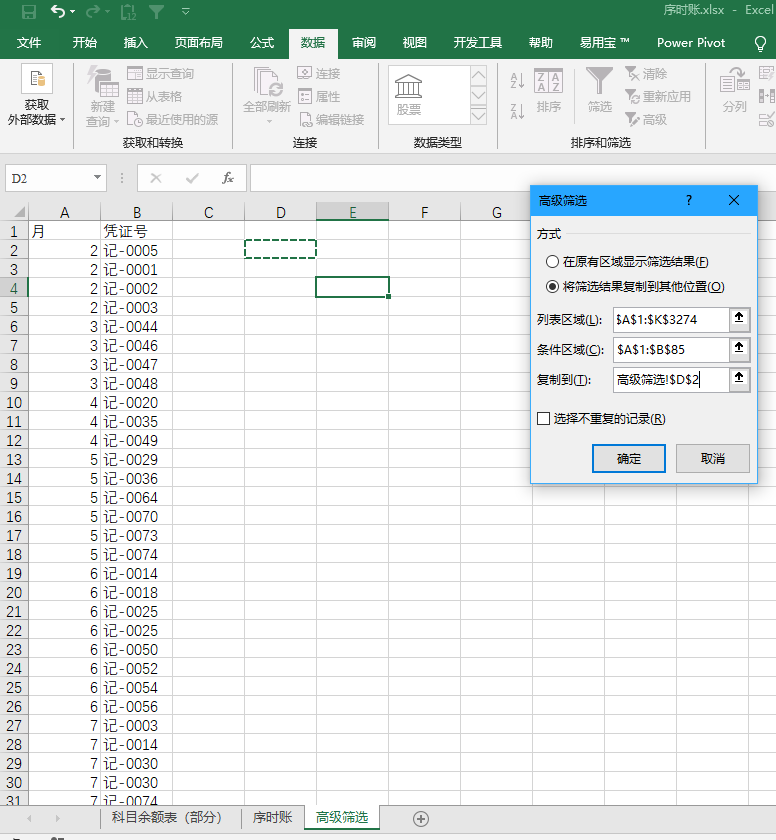 序时账.xlsx - Excel
文件 开始 插入 页面布局 公式 数据 审阅 视图 开发工具 帮助 易用宝 ™ Power Pivot
获取
外部数据
新建
查询
显示查询
从表格
最近使用的源
获取和转换
全部刷新
连接
属性
编辑链接
连接
股票
数据类型
排序
筛选
清除
重新应用
高级
排序和筛选
分列
D2
fx
高级筛选 ?
方式
在原有区域显示筛选结果(F)
将筛选结果复制到其他位置(O)
列表区域(L): $A$1:$K$3274
条件区域(C): $A$1:$B$85
复制到(T): 高级筛选!$D$2
选择不重复的记录(R)
确定 取消
A B C D E F G
1 月 凭证号
2 2 记-0005
3 2 记-0001
4 2 记-0002
5 2 记-0003
6 3 记-0044
7 3 记-0046
8 3 记-0047
9 3 记-0048
10 4 记-0020
11 4 记-0035
12 4 记-0049
13 5 记-0029
14 5 记-0036
15 5 记-0064
16 5 记-0070
17 5 记-0073
18 5 记-0074
19 6 记-0014
20 6 记-0018
21 6 记-0025
22 6 记-0025
23 6 记-0050
24 6 记-0052
25 6 记-0054
26 6 记-0056
27 7 记-0003
28 7 记-0014
29 7 记-0030
30 7 记-0030
31 7 记-0074
科目余额表（部分） 序时账 高级筛选